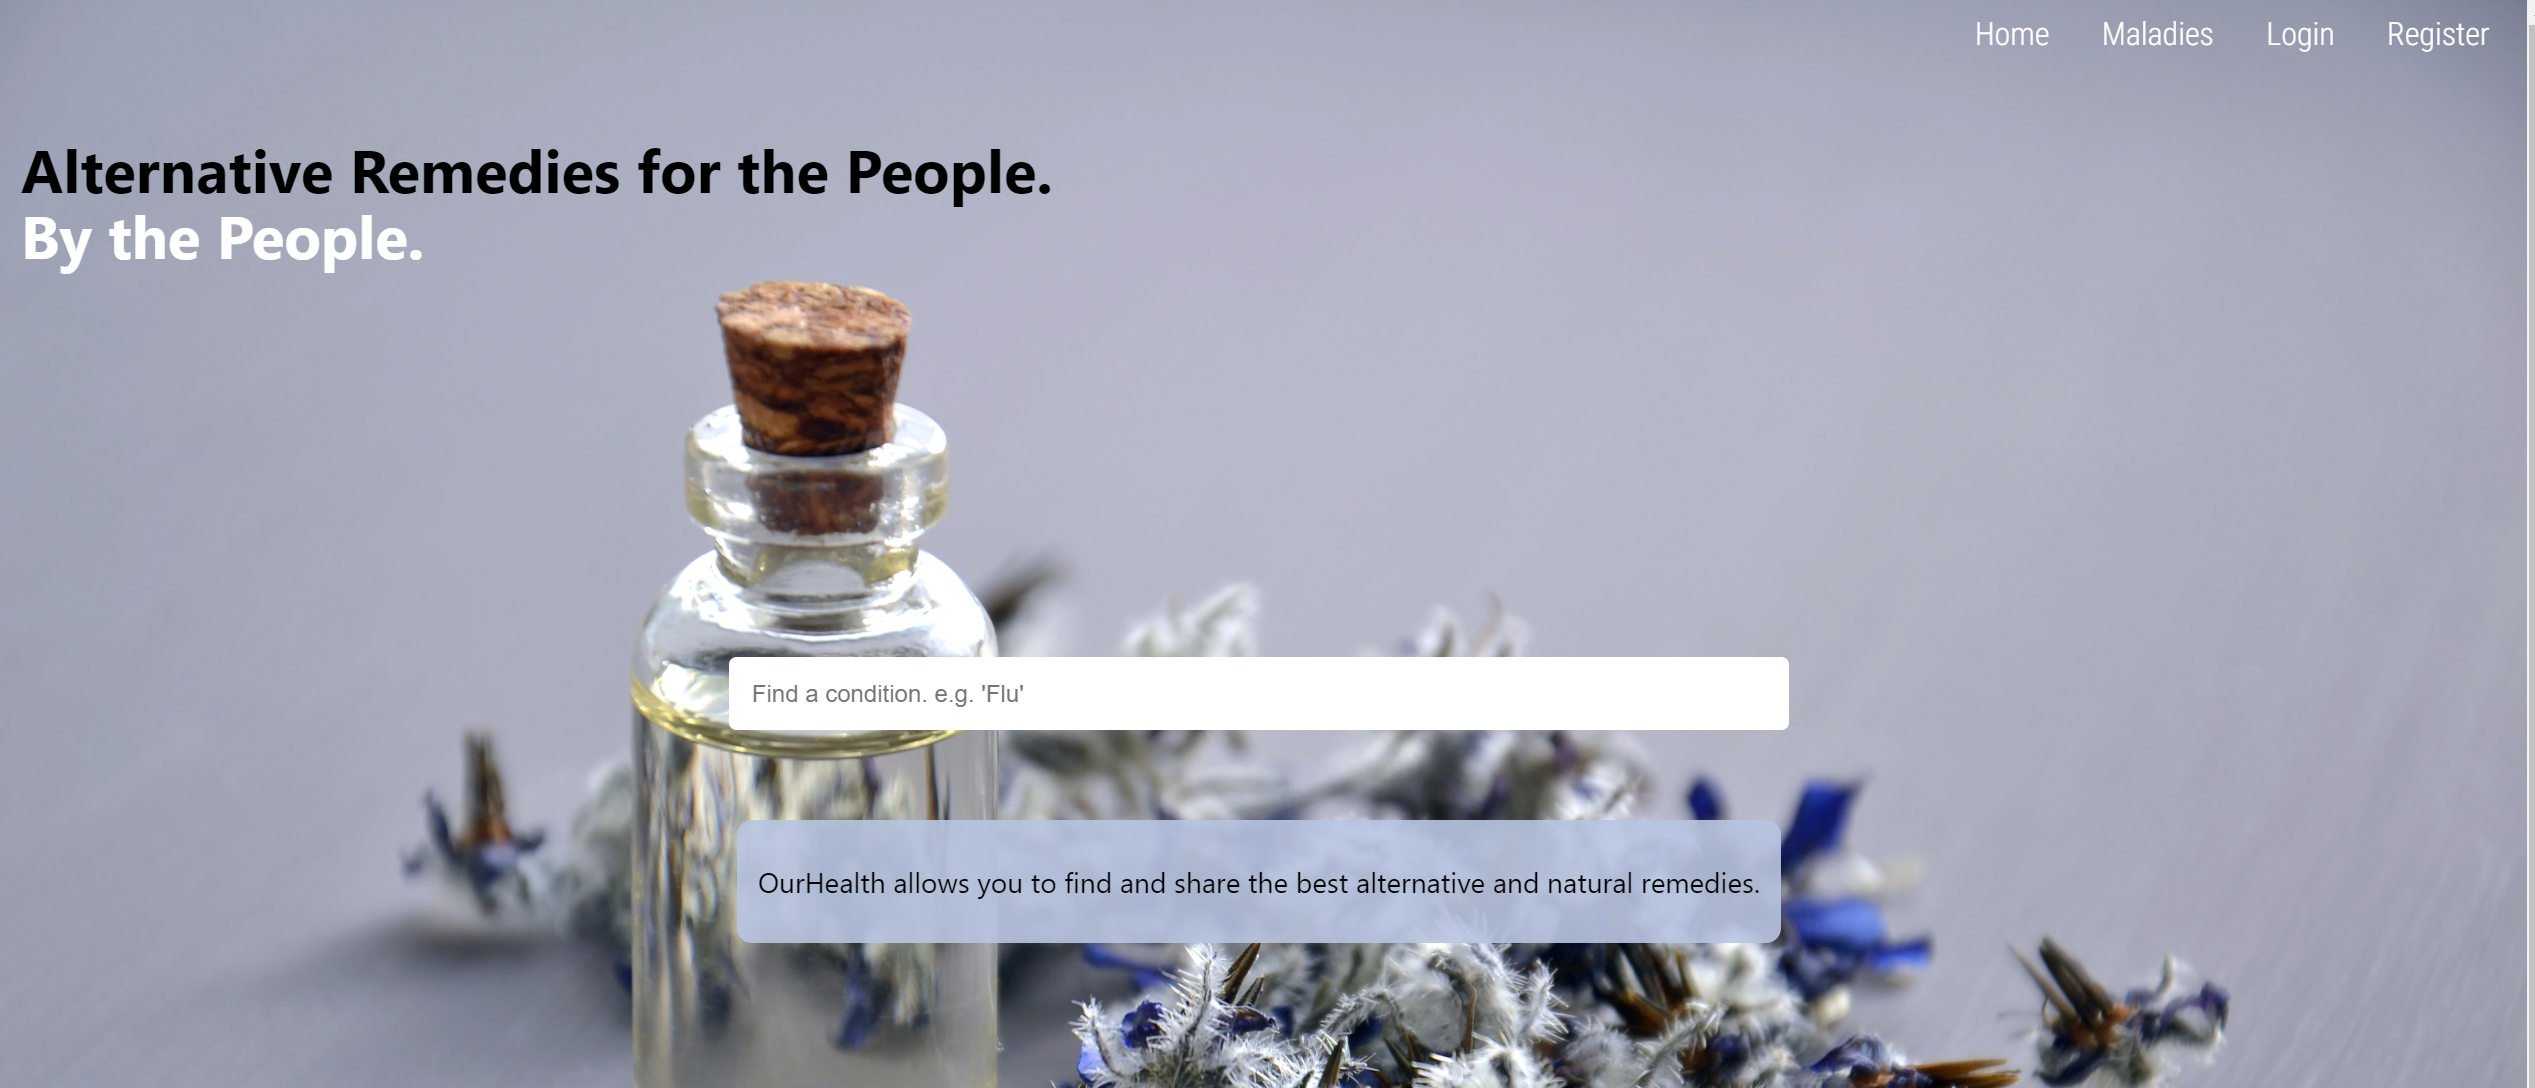 Home Maladies Login Register
Alternative Remedies for the People.
By the People.
Find a condition. e.g. 'Flu'
OurHealth allows you to find and share the best alternative and natural remedies.